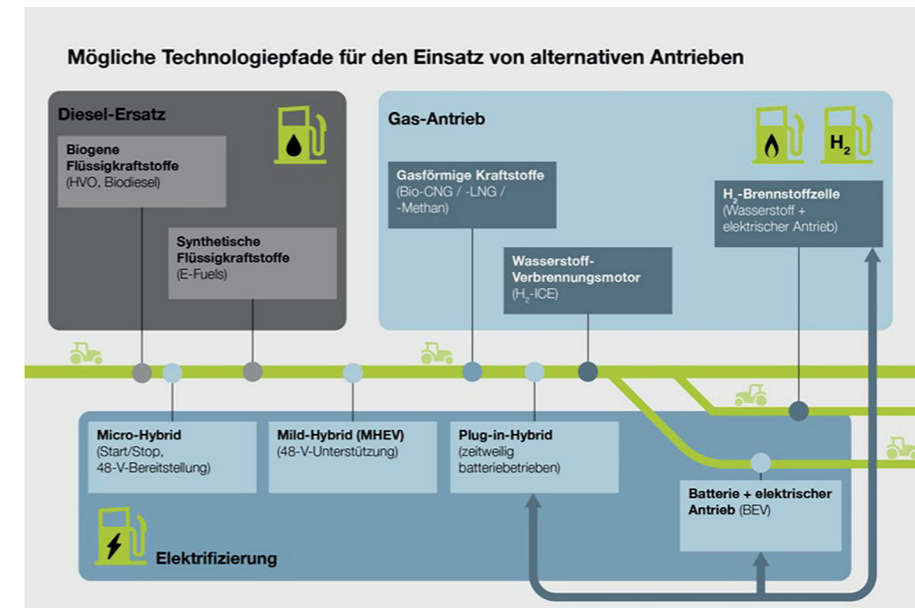 Mögliche Technologiepfade für den Einsatz von alternativen Antrieben
Diesel-Ersatz
Biogene
Flüssigkraftstoffe
(HVO, Biodiesel)
Synthetische
Flüssigkraftstoffe
(E-Fuels)
Gas-Antrieb
Gasförmige Kraftstoffe
(Bio-CNG / -LNG /
-Methan)
Wasserstoff-
Verbrennungsmotor
(H₂-ICE)
H₂
H₂-Brennstoffzelle
(Wasserstoff +
elektrischer Antrieb)
Micro-Hybrid
(Start/Stop,
48-V-Bereitstellung)
Mild-Hybrid (MHEV)
(48-V-Unterstützung)
Plug-in-Hybrid
(zeitweilig
batteriebetrieben)
Batterie + elektrischer
Antrieb (BEV)
Elektrifizierung